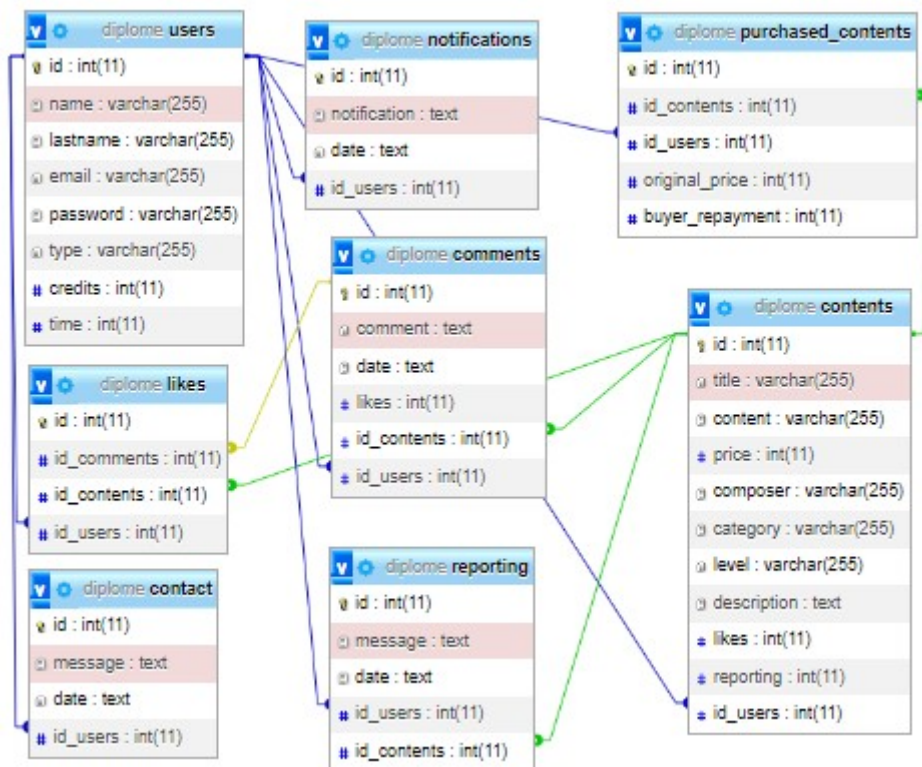 diplome users
id : int(11)
name : varchar(255)
lastname : varchar(255)
email : varchar(255)
password : varchar(255)
type : varchar(255)
# credits : int(11)
# time : int(11)
diplome notifications
id : int(11)
notification : text
date : text
# id_users : int(11)
diplome purchased_contents
id : int(11)
# id_contents : int(11)
# id_users : int(11)
# original_price : int(11)
# buyer_repayment : int(11)
diplome comments
id : int(11)
comment : text
date : text
# likes : int(11)
# id_contents : int(11)
# id_users : int(11)
diplome contents
id : int(11)
title : varchar(255)
content : varchar(255)
# price : int(11)
composer : varchar(255)
category : varchar(255)
level : varchar(255)
description : text
# likes : int(11)
# reporting : int(11)
# id_users : int(11)
diplome likes
id : int(11)
# id_comments : int(11)
# id_contents : int(11)
# id_users : int(11)
diplome contact
id : int(11)
message : text
date : text
# id_users : int(11)
diplome reporting
id : int(11)
message : text
date : text
# id_users : int(11)
# id_contents : int(11)